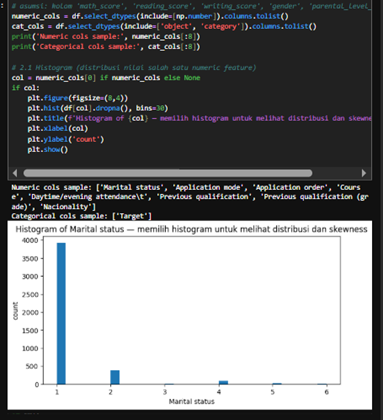 # asumsi: kolom 'math_score', 'reading_score', 'writing_score', 'gender', 'parental_level_
numeric_cols = df.select_dtypes(include=[np.number]).columns.tolist()
cat_cols = df.select_dtypes(include=['object', 'category']).columns.tolist()
print('Numeric cols sample:', numeric_cols[:8])
print('Categorical cols sample:', cat_cols[:8])
# 2.1 Histogram (distribusi nilai salah satu numeric feature)
col = numeric_cols[0] if numeric_cols else None
if col:
plt.figure(figsize=(8,4))
plt.hist(df[col].dropna(), bins=30)
plt.title(f'Histogram of {col} — memilih histogram untuk melihat distribusi dan skewne
plt.xlabel(col)
plt.ylabel('count')
plt.show()
Numeric cols sample: ['Marital status', 'Application mode', 'Application order', 'Cours
e', 'Daytime/evening attendance\t', 'Previous qualification', 'Previous qualification (gr
ade)', 'Nacionality']
Categorical cols sample: ['Target']
Histogram of Marital status — memilih histogram untuk melihat distribusi dan skewness
4000
3500
3000
2500
2000
1500
1000
500
0
count
1 2 3 4 5 6
Marital status